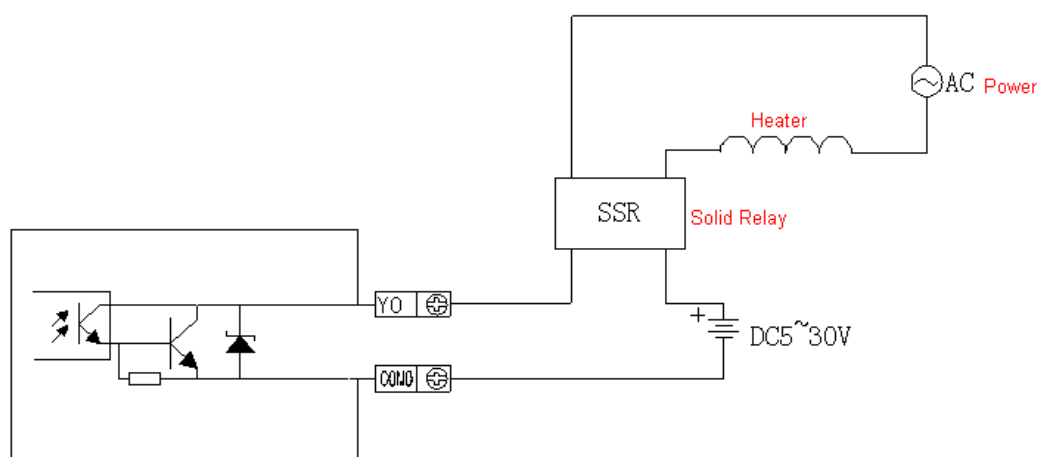 AC Power
Heater
SSR
Solid Relay
Y0
+
DC5~30V
COM0